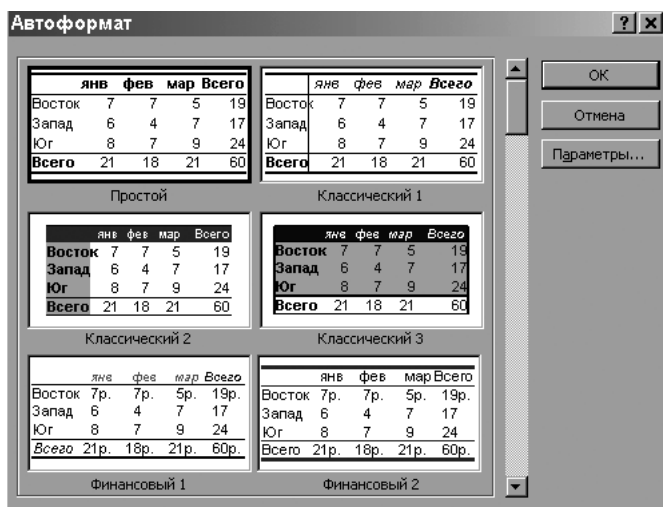 Автоформат
янв фев мар Всего
Восток 7 7 5 19
Запад 6 4 7 17
Юг 8 7 9 24
Всего 21 18 21 60
Простой
янв фев мар Всего
Восток 7 7 5 19
Запад 6 4 7 17
Юг 8 7 9 24
Всего 21 18 21 60
Классический 1
янв фев мар Всего
Восток 7 7 5 19
Запад 6 4 7 17
Юг 8 7 9 24
Всего 21 18 21 60
Классический 2
янв фев мар Всего
Восток 7 7 5 19
Запад 6 4 7 17
Юг 8 7 9 24
Всего 21 18 21 60
Классический 3
янв фев мар Всего
Восток 7р. 7р. 5р. 19р.
Запад 6 4 7 17
Юг 8 7 9 24
Всего 21р. 18р. 21р. 60р.
Финансовый 1
янв фев мар Всего
Восток 7р. 7р. 5р. 19р.
Запад 6 4 7 17
Юг 8 7 9 24
Всего 21р. 18р. 21р. 60р.
Финансовый 2
ОК
Отмена
Параметры...